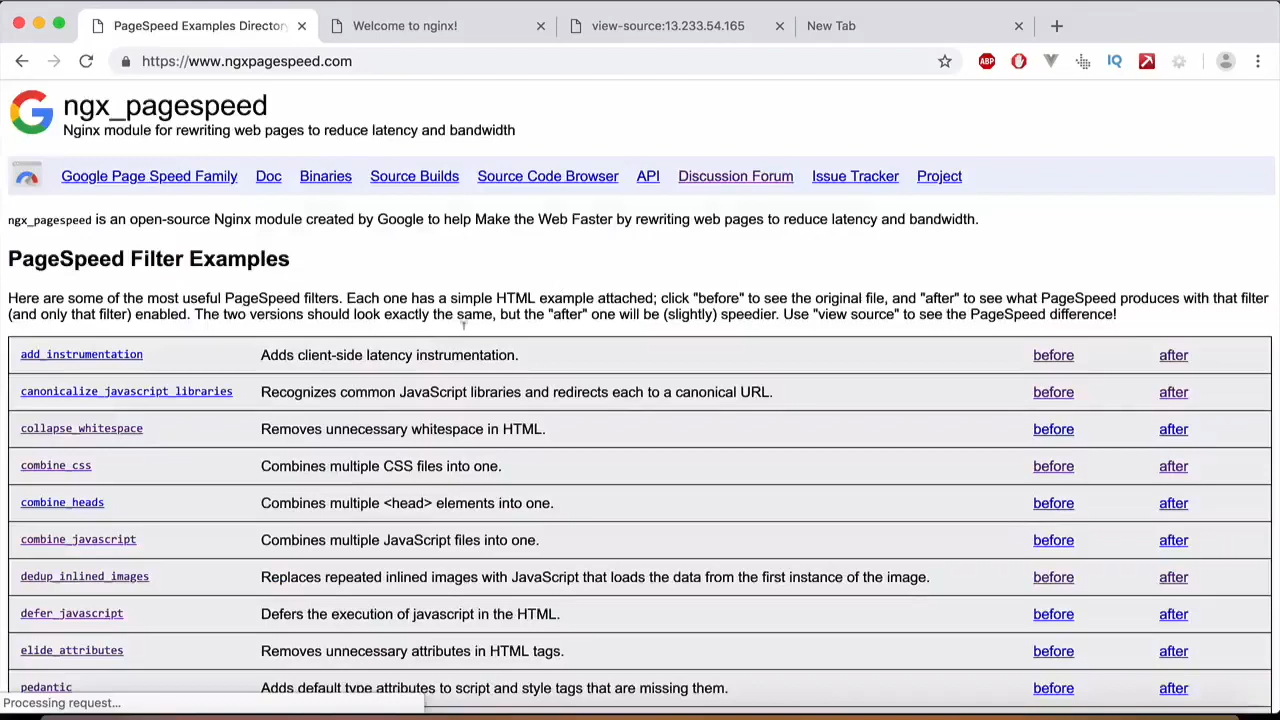 PageSpeed Examples Director
Welcome to nginx!
view-source:13.233.54.165
New Tab
https://www.ngxpagespeed.com
ABP
IQ
ngx_pagespeed
Nginx module for rewriting web pages to reduce latency and bandwidth
Google Page Speed Family Doc Binaries Source Builds Source Code Browser API Discussion Forum Issue Tracker Project
ngx_pagespeed is an open-source Nginx module created by Google to help Make the Web Faster by rewriting web pages to reduce latency and bandwidth.
PageSpeed Filter Examples
Here are some of the most useful PageSpeed filters. Each one has a simple HTML example attached; click "before" to see the original file, and "after" to see what PageSpeed produces with that filter
(and only that filter) enabled. The two versions should look exactly the same, but the "after" one will be (slightly) speedier. Use "view source" to see the PageSpeed difference!
add_instrumentation Adds client-side latency instrumentation. before after
canonicalize_javascript_libraries Recognizes common JavaScript libraries and redirects each to a canonical URL. before after
collapse_whitespace Removes unnecessary whitespace in HTML. before after
combine_css Combines multiple CSS files into one. before after
combine_heads Combines multiple <head> elements into one. before after
combine_javascript Combines multiple JavaScript files into one. before after
dedup_inlined_images Replaces repeated inlined images with JavaScript that loads the data from the first instance of the image. before after
defer_javascript Defers the execution of javascript in the HTML. before after
elide_attributes Removes unnecessary attributes in HTML tags. before after
pedantic Adds default type attributes to script and style tags that are missing them. before after
Processing request...